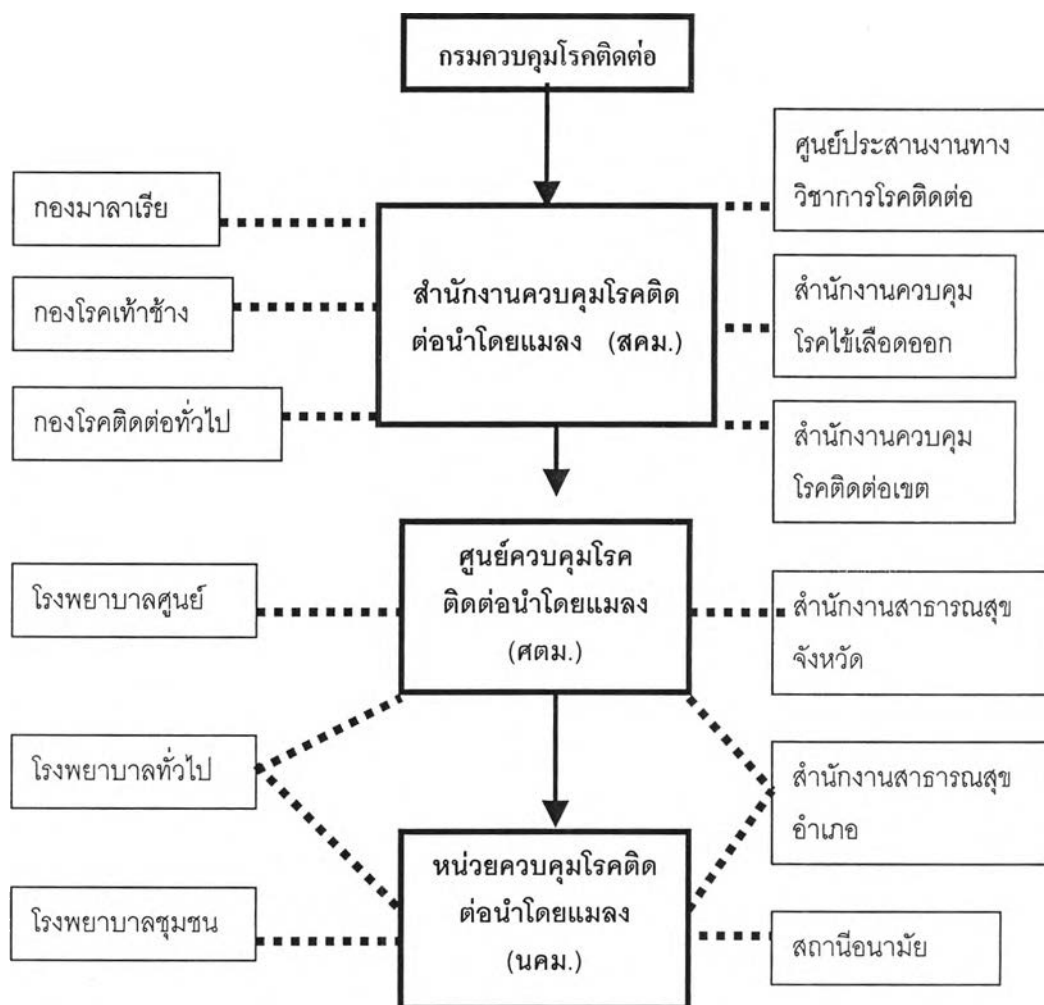 กรมควบคุมโรคติดต่อ
ศูนย์ประสานงานทาง
วิชาการโรคติดต่อ
กองมาลาเรีย
สำนักงานควบคุมโรคติด
ต่อนำโดยแมลง (สคม.)
กองโรคเท้าช้าง
สำนักงานควบคุม
โรคไข้เลือดออก
กองโรคติดต่อทั่วไป
สำนักงานควบคุม
โรคติดต่อเขต
ศูนย์ควบคุมโรค
ติดต่อนำโดยแมลง
(ศตม.)
โรงพยาบาลศูนย์
สำนักงานสาธารณสุข
จังหวัด
โรงพยาบาลทั่วไป
สำนักงานสาธารณสุข
อำเภอ
หน่วยควบคุมโรคติด
ต่อนำโดยแมลง
(นคม.)
โรงพยาบาลชุมชน
สถานีอนามัย